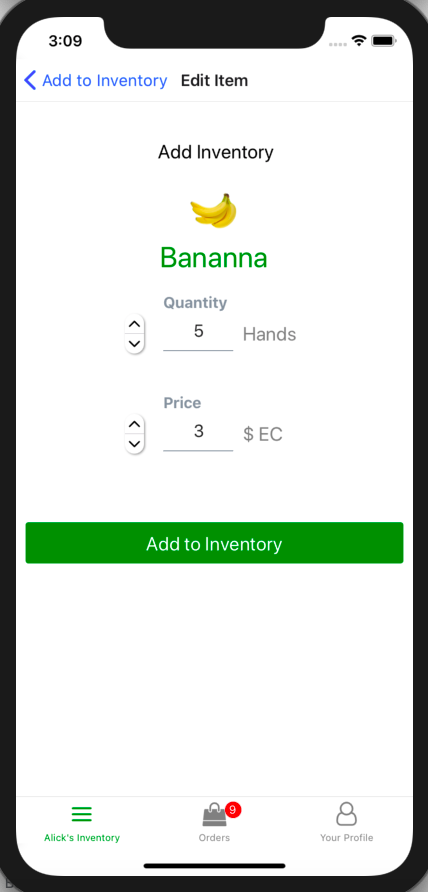 3:09
Add to Inventory Edit Item
Add Inventory
Bananna
Quantity
5 Hands
Price
3 $ EC
Add to Inventory
9
Alick's Inventory Orders Your Profile